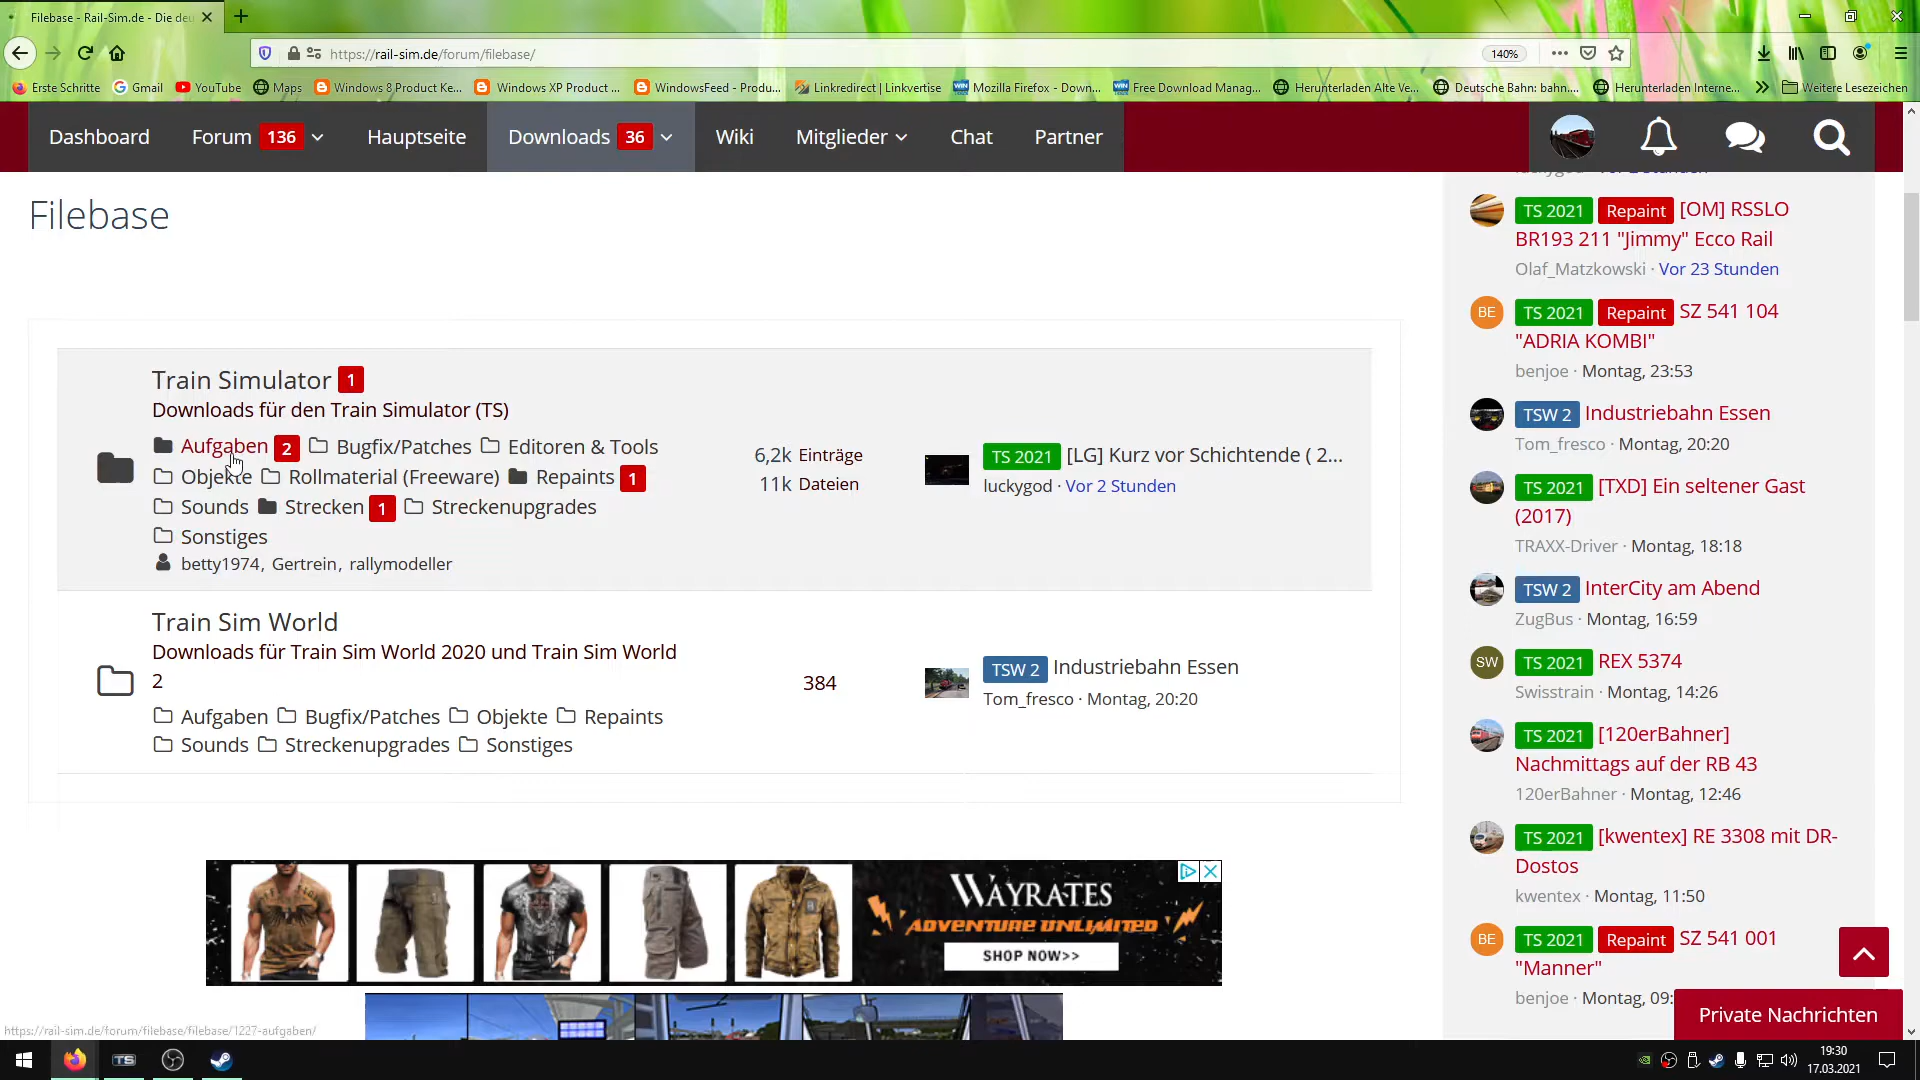 Filebase - Rail-Sim.de - Die deu
https://rail-sim.de/forum/filebase/
140%
Erste Schritte
Gmail
YouTube
Maps
Windows 8 Product Ke...
Windows XP Product ...
WindowsFeed - Produ...
Linkredirect | Linkvertise
Mozilla Firefox - Down...
Free Download Manag...
Herunterladen Alte Ve...
Deutsche Bahn: bahn....
Herunterladen Interne...
Weitere Lesezeichen
Dashboard
Forum 136
Hauptseite
Downloads 36
Wiki
Mitglieder
Chat
Partner
Filebase
Train Simulator 1
Downloads für den Train Simulator (TS)
Aufgaben 2 Bugfix/Patches Editoren & Tools
Objekte Rollmaterial (Freeware) Repaints 1
Sounds Strecken 1 Streckenupgrades
Sonstiges
betty1974, Gertrein, rallymodeller
6,2k Einträge
11k Dateien
TS 2021 [LG] Kurz vor Schichtende ( 2...
luckygod · Vor 2 Stunden
Train Sim World
Downloads für Train Sim World 2020 und Train Sim World
2
Aufgaben Bugfix/Patches Objekte Repaints
Sounds Streckenupgrades Sonstiges
384
TSW 2 Industriebahn Essen
Tom_fresco · Montag, 20:20
WAYRATES
ADVENTURE UNLIMITED
SHOP NOW>>
luckygod · Vor 2 Stunden
TS 2021 Repaint [OM] RSSLO
BR193 211 "Jimmy" Ecco Rail
Olaf_Matzkowski · Vor 23 Stunden
BE
TS 2021 Repaint SZ 541 104
"ADRIA KOMBI"
benjoe · Montag, 23:53
TSW 2 Industriebahn Essen
Tom_fresco · Montag, 20:20
TS 2021 [TXD] Ein seltener Gast
(2017)
TRAXX-Driver · Montag, 18:18
TSW 2 InterCity am Abend
ZugBus · Montag, 16:59
SW
TS 2021 REX 5374
Swisstrain · Montag, 14:26
TS 2021 [120erBahner]
Nachmittags auf der RB 43
120erBahner · Montag, 12:46
TS 2021 [kwentex] RE 3308 mit DR-
Dostos
kwentex · Montag, 11:50
BE
TS 2021 Repaint SZ 541 001
"Manner"
benjoe · Montag, 09:
Private Nachrichten
https://rail-sim.de/forum/filebase/filebase/1227-aufgaben/
TS
19:30
17.03.2021